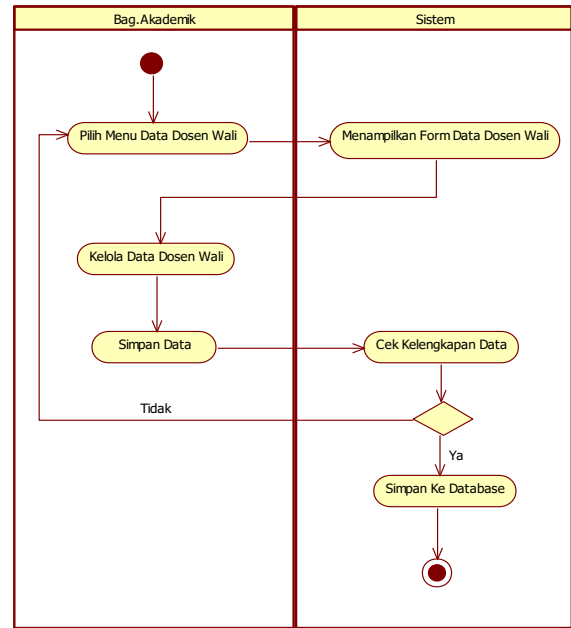 Bag.Akademik
Sistem
Pilih Menu Data Dosen Wali
Menampilkan Form Data Dosen Wali
Kelola Data Dosen Wali
Simpan Data
Cek Kelengkapan Data
Tidak
Ya
Simpan Ke Database